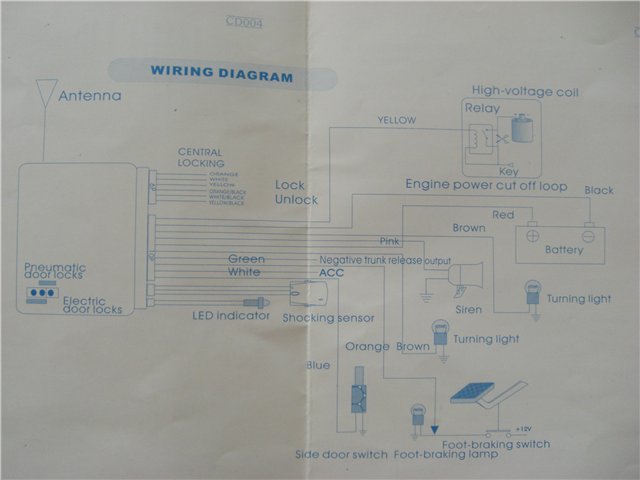 CD004
WIRING DIAGRAM
Antenna
High-voltage coil
Relay
YELLOW
Key
CENTRAL
LOCKING
ORANGE
WHITE
YELLOW
ORANGE/BLACK
WHITE/BLACK
YELLOW/BLACK
Lock
Unlock
Engine power cut off loop
Black
Red
Brown
Battery
Pink
Green
Negative trunk release output
White
ACC
Pneumatic
door locks
Electric
door locks
LED indicator
Shocking sensor
Siren
Turning light
Turning light
Orange
Brown
Blue
+12V
Foot-braking switch
Side door switch
Foot-braking lamp